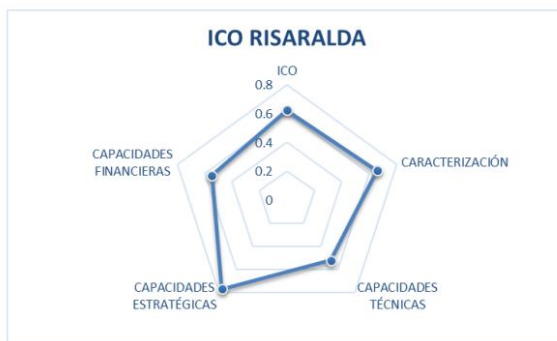 ICO RISARALDA
ICO
0.8
0.6
0.4
0.2
0
CARACTERIZACIÓN
CAPACIDADES
TÉCNICAS
CAPACIDADES
ESTRATÉGICAS
CAPACIDADES
FINANCIERAS